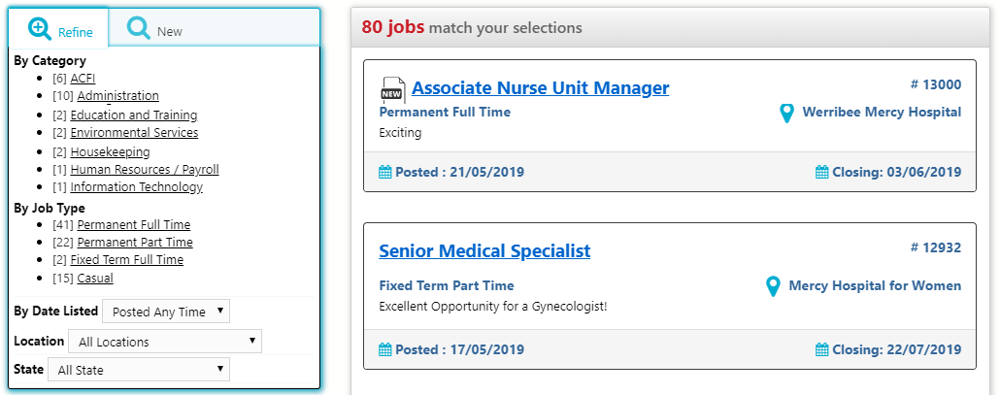 Refine
New
By Category
[6] ACFI
[10] Administration
[2] Education and Training
[2] Environmental Services
[2] Housekeeping
[1] Human Resources / Payroll
[1] Information Technology
By Job Type
[41] Permanent Full Time
[22] Permanent Part Time
[2] Fixed Term Full Time
[15] Casual
By Date Listed Posted Any Time
Location All Locations
State All State
80 jobs match your selections
NEW Associate Nurse Unit Manager # 13000
Permanent Full Time Werribee Mercy Hospital
Exciting
Posted : 21/05/2019 Closing: 03/06/2019
Senior Medical Specialist # 12932
Fixed Term Part Time Mercy Hospital for Women
Excellent Opportunity for a Gynecologist!
Posted : 17/05/2019 Closing: 22/07/2019